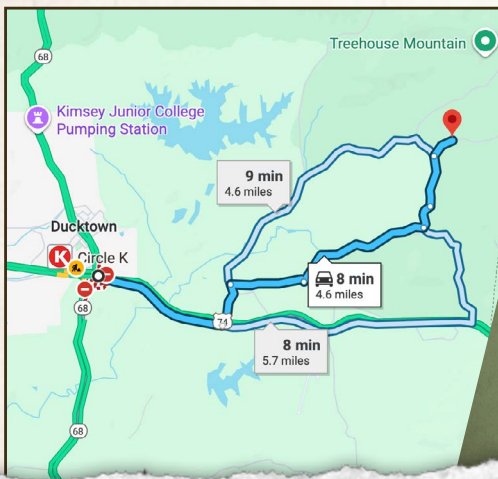 68
Treehouse Mountain
Kimsey Junior College
Pumping Station
9 min
4.6 miles
Ducktown
K
Circle K
8 min
4.6 miles
68
74
8 min
5.7 miles
68